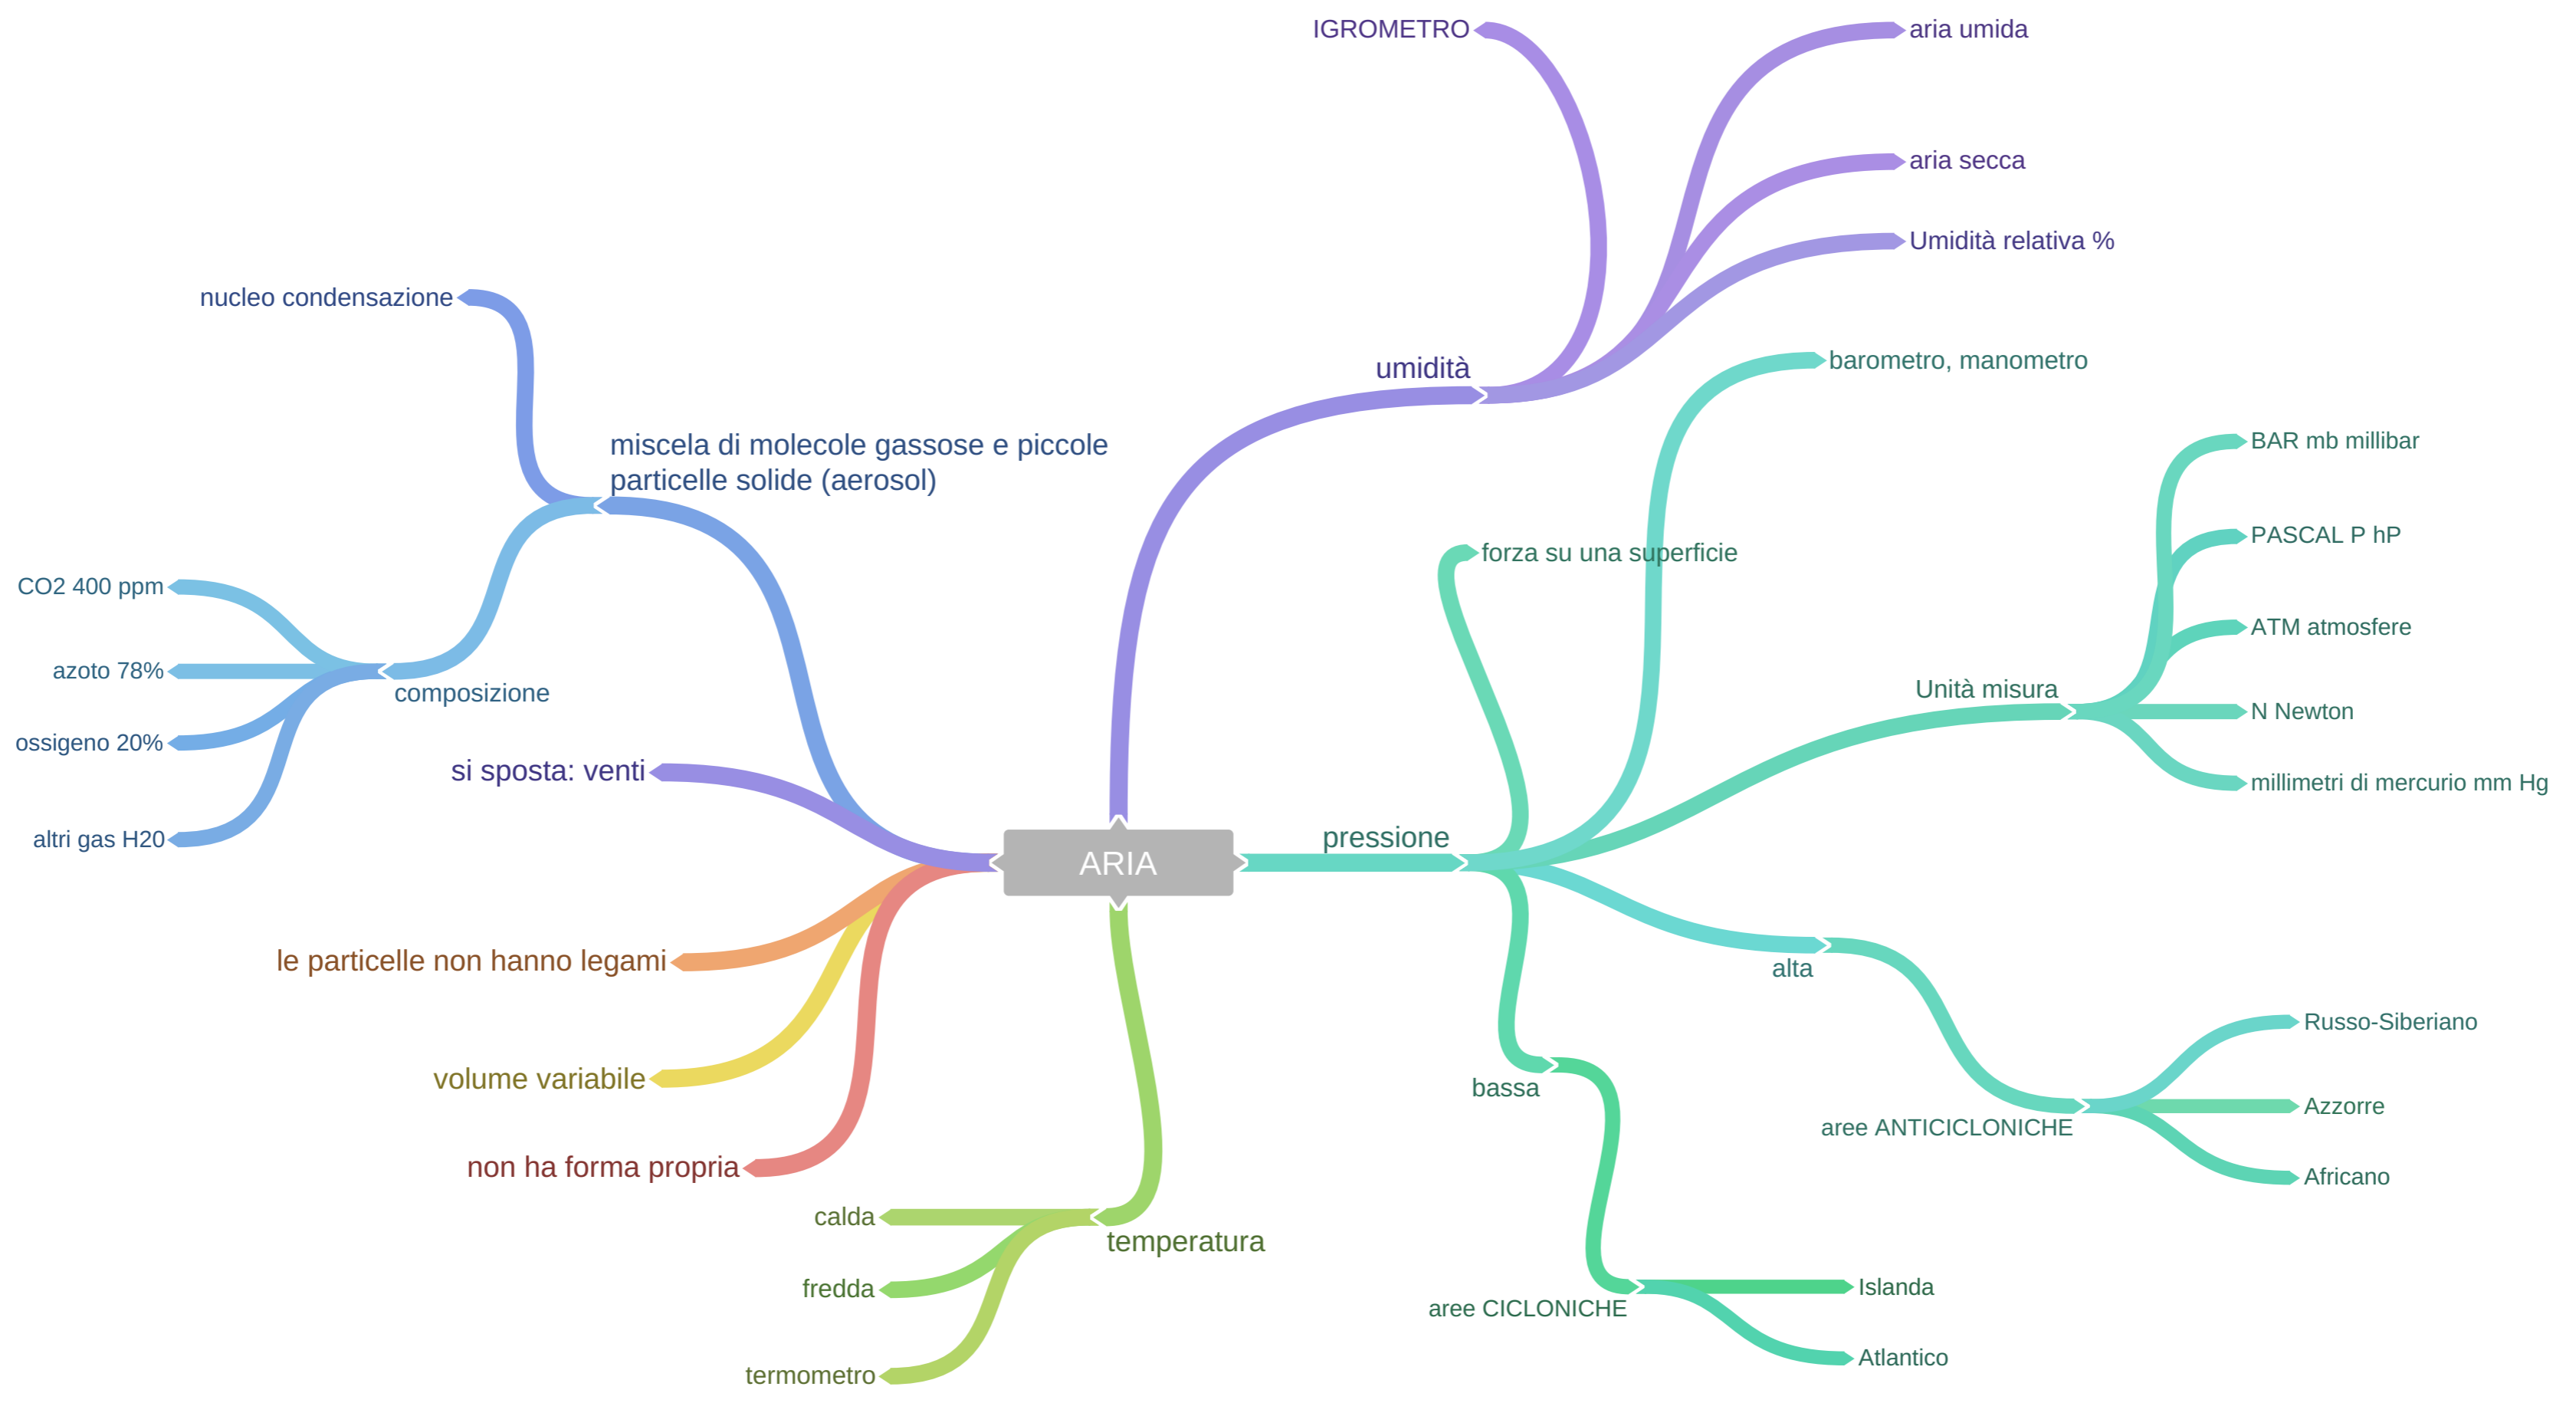 IGROMETRO
aria umida
aria secca
Umidità relativa %
umidità
nucleo condensazione
miscela di molecole gassose e piccole
particelle solide (aerosol)
CO2 400 ppm
azoto 78%
composizione
ossigeno 20%
altri gas H20
si sposta: venti
le particelle non hanno legami
volume variabile
non ha forma propria
ARIA
calda
fredda
termometro
temperatura
barometro, manometro
forza su una superficie
pressione
BAR mb millibar
PASCAL P hP
ATM atmosfere
Unità misura
N Newton
millimetri di mercurio mm Hg
alta
Russo-Siberiano
Azzorre
aree ANTICICLONICHE
Africano
bassa
Islanda
aree CICLONICHE
Atlantico